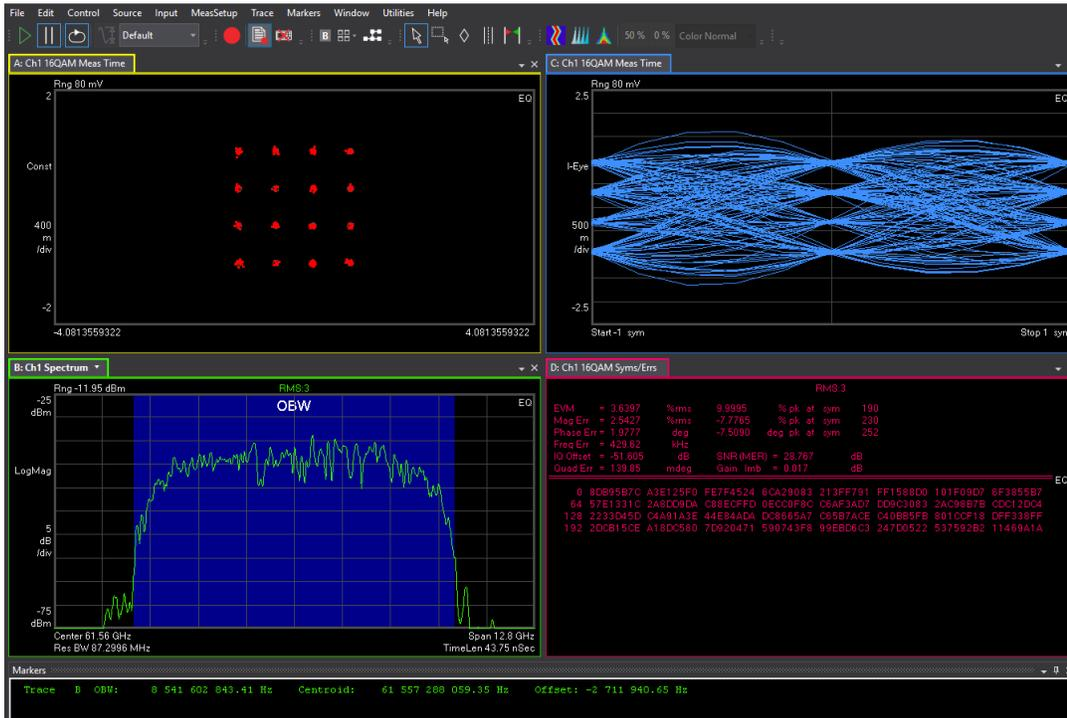 File Edit Control Source Input MeasSetup Trace Markers Window Utilities Help
Default
B
50 % 0 % Color Normal
A: Ch1 16QAM Meas Time
Rng 80 mV
2
EQ
Const
400
m
/div
-2
-4.0813559322 4.0813559322
C: Ch1 16QAM Meas Time
Rng 80 mV
2.5
EQ
I-Eye
500
m
/div
-2.5
Start-1 sym Stop 1 sym
B: Ch1 Spectrum
Rng -11.95 dBm RMS:3
-25
dBm
OBW
EQ
LogMag
5
dB
/div
-75
dBm
Center 61.56 GHz Span 12.8 GHz
Res BW 87.2996 MHz TimeLen 43.75 nSec
D: Ch1 16QAM Syms/Errs
RMS:3
EVM = 3.6397 %rms 9.8995 % pk at sym 190
Mag Err = 2.5427 %rms -7.7765 % pk at sym 230
Phase Err = 1.9777 deg -7.5090 deg pk at sym 252
Freq Err = 429.62 kHz
IQ Offset = -51.605 dB SNR(MER) = 28.767 dB
Quad Err = 139.85 mdeg Gain Imb = 0.017 dB
EQ
0 8DB95B7C A3E125F0 FE7F4524 6CA29083 213FF791 FF1588D0 101F09D7 6F3855B7
64 57E1331C 2A8DD9DA C88ECFFD 0ECC0F8C C6AF3AD7 DD9C3083 2AC98B7B CDC12DC4
128 2233D45D C4A91A3E 44E84ADA DC8665A7 C65B7ACE C40BB5FB 801CCF18 DFF338FF
192 2DCB15CE A18DC580 7D920471 590743F8 99EBD6C3 247D0522 537592B2 11469A1A
Markers
Trace B OBW: 8 541 602 843.41 Hz Centroid: 61 557 288 059.35 Hz Offset: -2 711 940.65 Hz